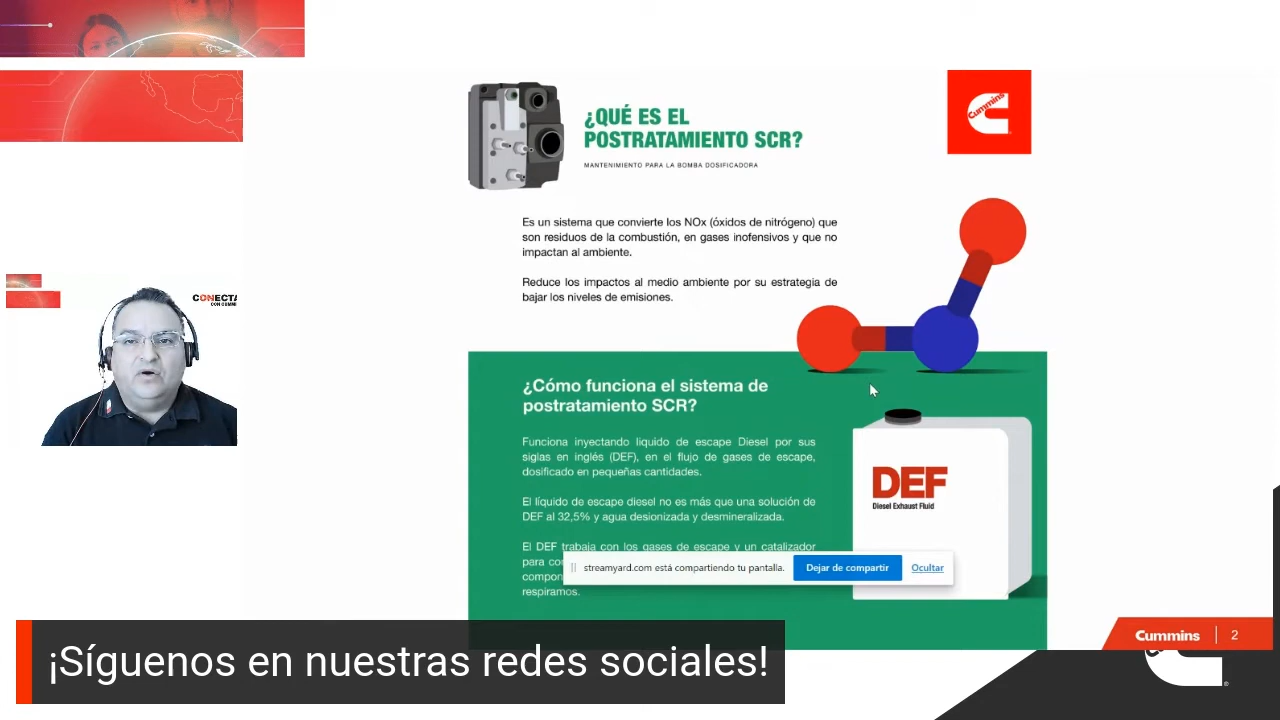 ¿QUÉ ES EL
POSTRATAMIENTO SCR?
MANTENIMIENTO PARA LA BOMBA DOSIFICADORA
Cummins
Es un sistema que convierte los NOx (óxidos de nitrógeno) que
son residuos de la combustión, en gases inofensivos y que no
impactan al ambiente.
Reduce los impactos al medio ambiente por su estrategia de
bajar los niveles de emisiones.
CONECTA
CON CUMMI
¿Cómo funciona el sistema de
postratamiento SCR?
Funciona inyectando liquido de escape Diesel por sus
siglas en inglés (DEF), en el flujo de gases de escape,
dosificado en pequeñas cantidades.
El líquido de escape diesel no es más que una solución de
DEF al 32,5% y agua desionizada y desmineralizada.
El DEF trabaja con los gases de escape y un catalizador
para
respiramos.
DEF
Diesel Exhaust Fluid
streamyard.com está compartiendo tu pantalla.
Dejar de compartir
Ocultar
Cummins 2
¡Síguenos en nuestras redes sociales!